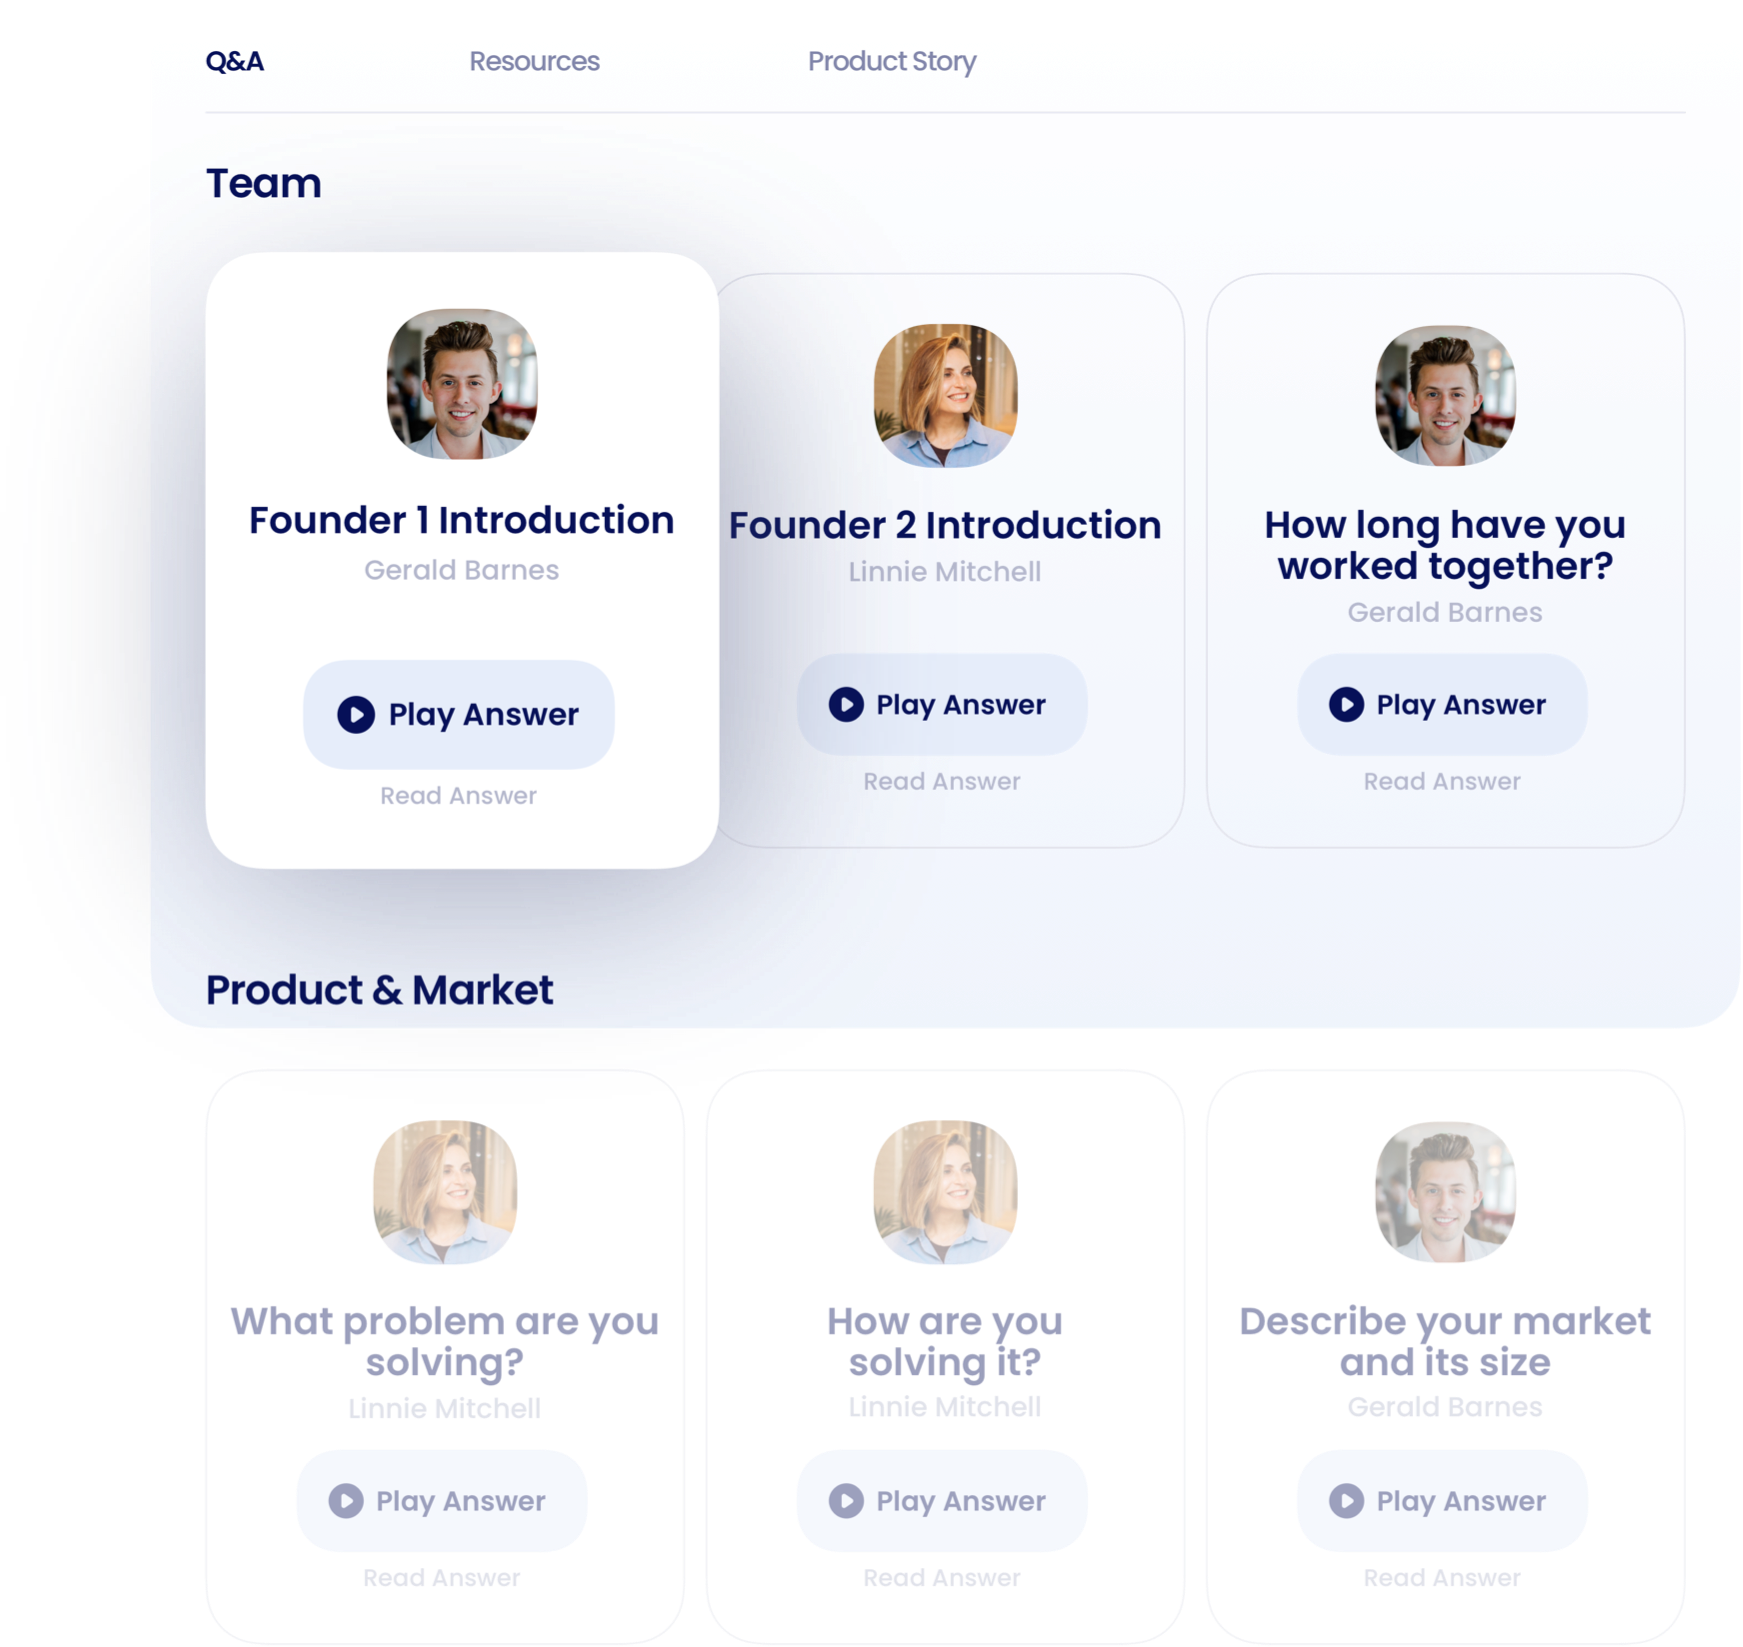 Q&A
Resources
Product Story
Team
Founder 1 Introduction
Gerald Barnes
Play Answer
Read Answer
Founder 2 Introduction
Linnie Mitchell
Play Answer
Read Answer
How long have you
worked together?
Gerald Barnes
Play Answer
Read Answer
Product & Market
What problem are you
solving?
Linnie Mitchell
Play Answer
Read Answer
How are you
solving it?
Linnie Mitchell
Play Answer
Read Answer
Describe your market
and its size
Gerald Barnes
Play Answer
Read Answer